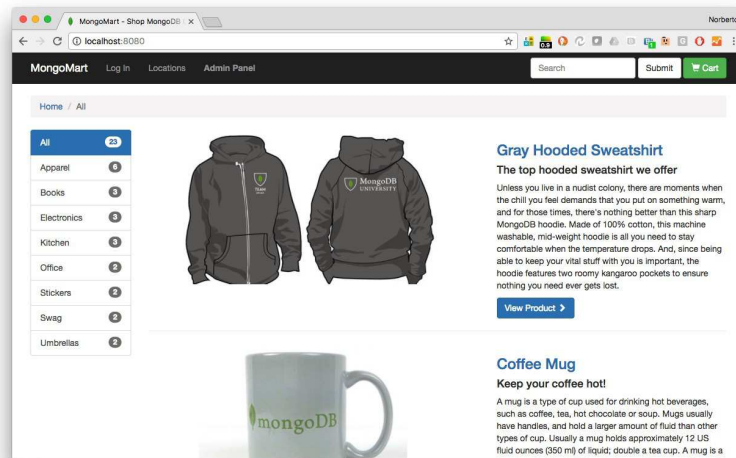 MongoMart - Shop MongoDB S
Norberto
localhost:8080
0.9
MongoMart Log In Locations Admin Panel Search Submit Cart
Home / All
All 23
Apparel 6
Books 3
Electronics 3
Kitchen 3
Office 2
Stickers 2
Swag 2
Umbrellas 2
MongoDB
UNIVERSITY
Gray Hooded Sweatshirt
The top hooded sweatshirt we offer
Unless you live in a nudist colony, there are moments when
the chill you feel demands that you put on something warm,
and for those times, there's nothing better than this sharp
MongoDB hoodie. Made of 100% cotton, this machine
washable, mid-weight hoodie is all you need to stay
comfortable when the temperature drops. And, since being
able to keep your vital stuff with you is important, the
hoodie features two roomy kangaroo pockets to ensure
nothing you need ever gets lost.
View Product
mongoDB
Coffee Mug
Keep your coffee hot!
A mug is a type of cup used for drinking hot beverages,
such as coffee, tea, hot chocolate or soup. Mugs usually
have handles, and hold a larger amount of fluid than other
types of cup. Usually a mug holds approximately 12 US
fluid ounces (350 ml) of liquid; double a tea cup. A mug is a